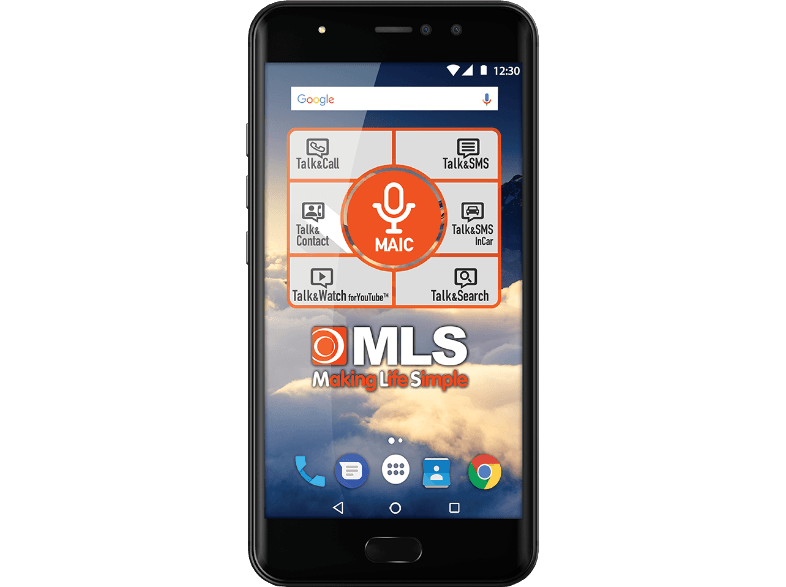 12:30
Google
Talk&Call
Talk&SMS
MAIC
Talk&
Contact
Talk&SMS
InCar
Talk&Watch forYouTube™
Talk&Search
MLS
Making Life Simple